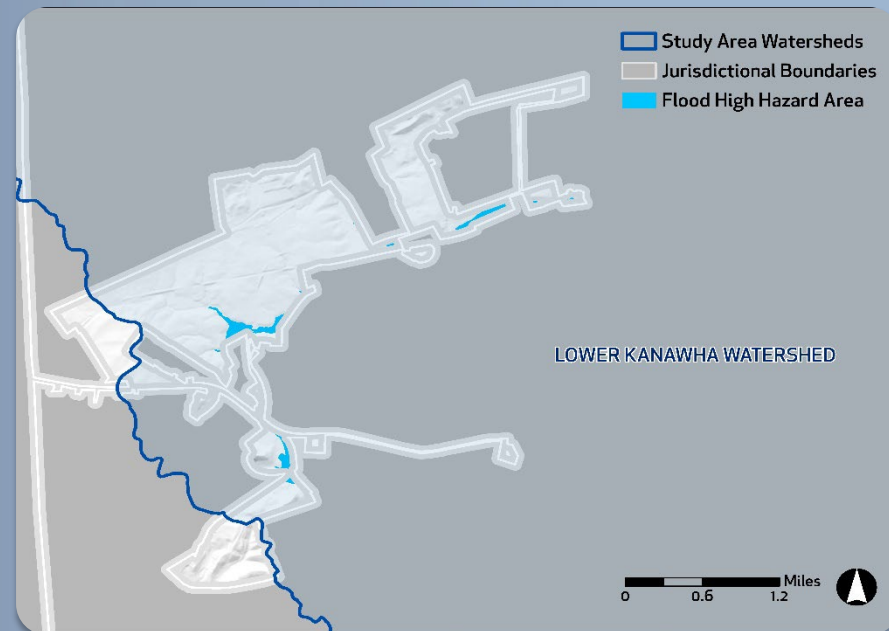 Study Area Watersheds
Jurisdictional Boundaries
Flood High Hazard Area
LOWER KANAWHA WATERSHED
Miles
0 0.6 1.2